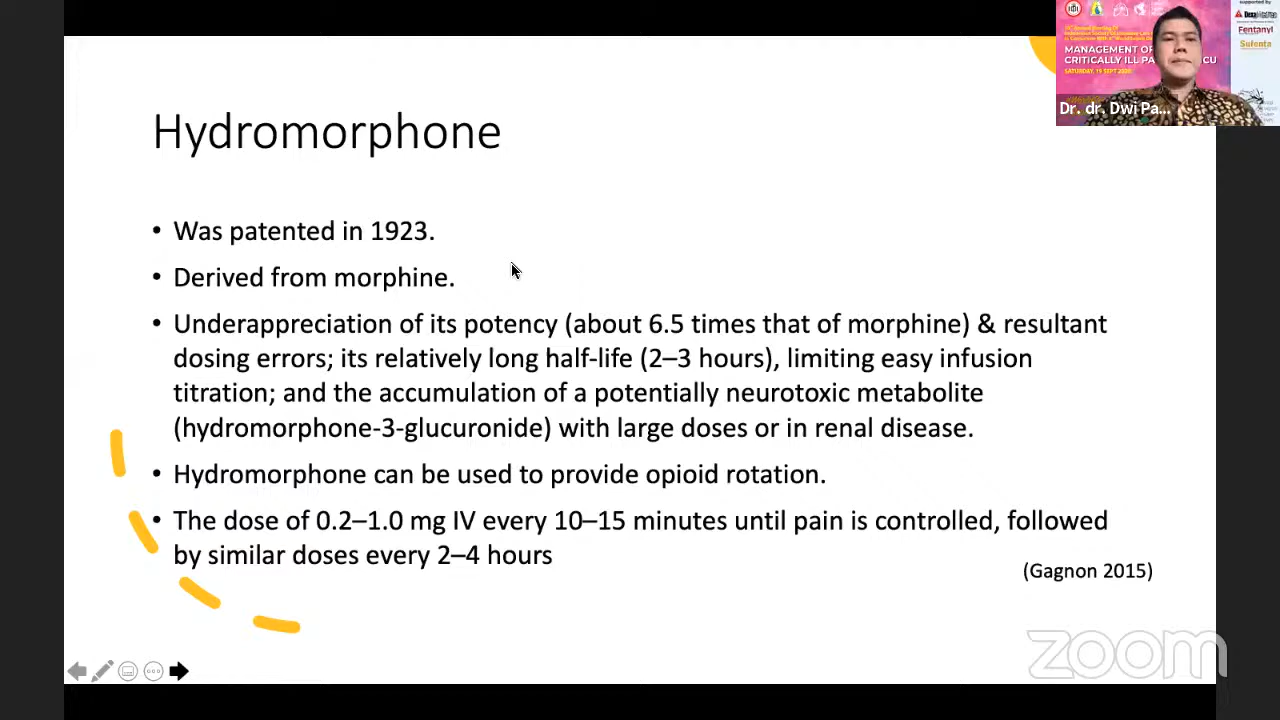 Hydromorphone
• Was patented in 1923.
• Derived from morphine.
• Underappreciation of its potency (about 6.5 times that of morphine) & resultant
dosing errors; its relatively long half-life (2–3 hours), limiting easy infusion
titration; and the accumulation of a potentially neurotoxic metabolite
(hydromorphone-3-glucuronide) with large doses or in renal disease.
• Hydromorphone can be used to provide opioid rotation.
• The dose of 0.2–1.0 mg IV every 10–15 minutes until pain is controlled, followed
by similar doses every 2–4 hours
(Gagnon 2015)
zoom
MANAGEMENT OF
CRITICALLY ILL PA CU
SATURDAY, 19 SEPT 2020
Dr. dr. Dwi Pa...
supported by
Fentanyl
Sufenta